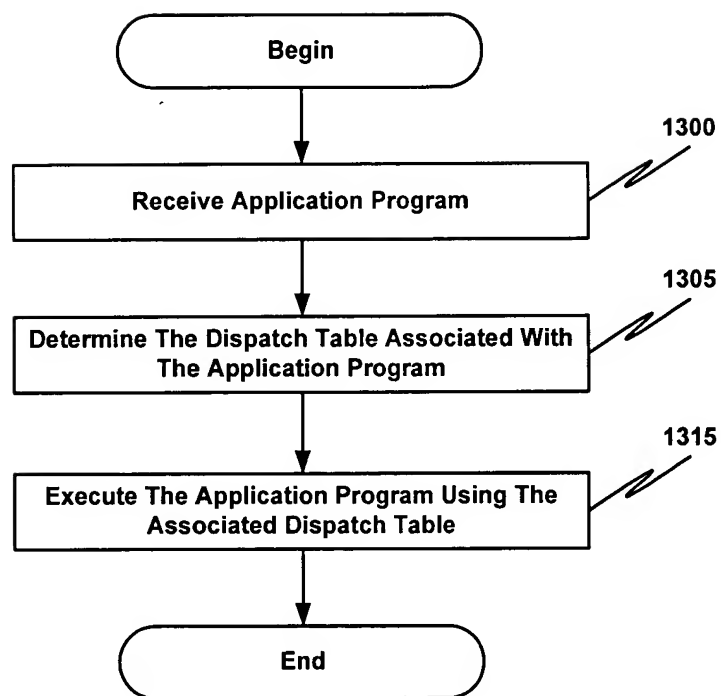 Begin
1300
Receive Application Program
1305
Determine The Dispatch Table Associated With
The Application Program
1315
Execute The Application Program Using The
Associated Dispatch Table
End